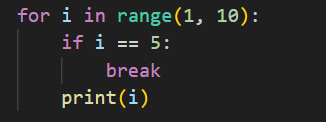 for i in range(1, 10):
    if i == 5:
        break
    print(i)